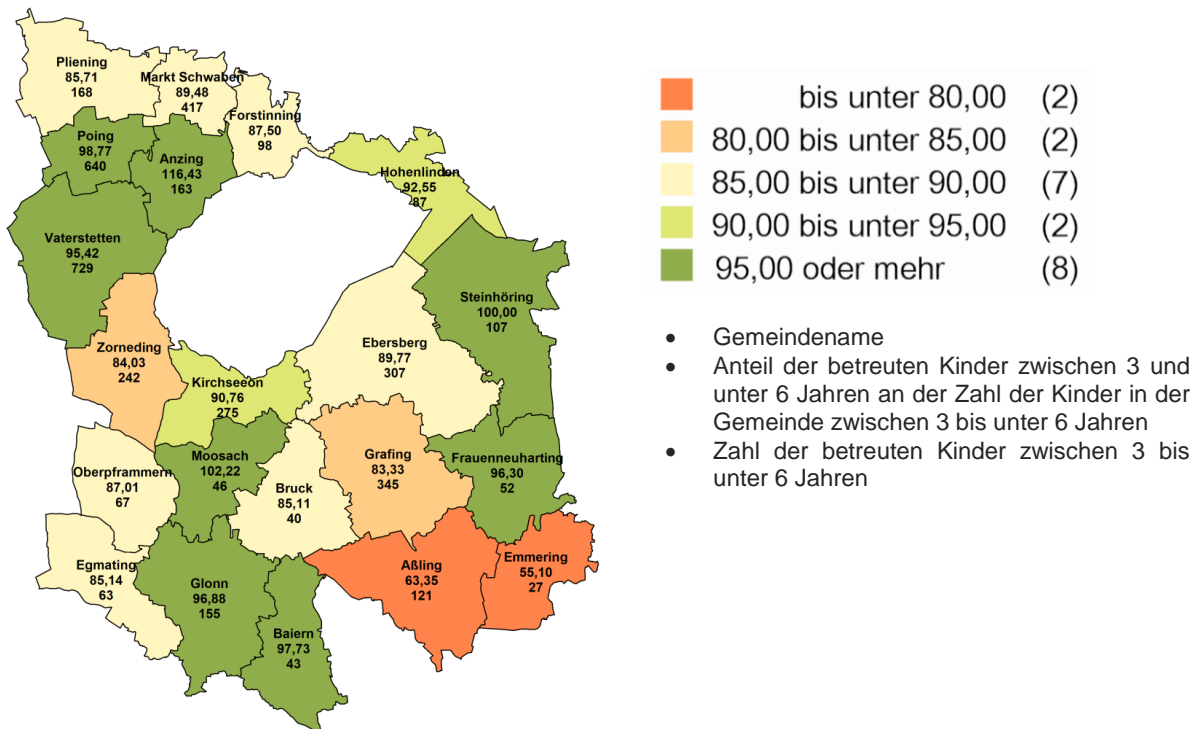 Pliening
85,71
168
Markt Schwaben
89,48
417
Forstinning
87,50
98
Poing
98,77
640
Anzing
116,43
163
Hohenlinden
92,55
87
Vaterstetten
95,42
729
Steinhöring
100,00
107
Zorneding
84,03
242
Ebersberg
89,77
307
Kirchseeon
90,76
275
Moosach
102,22
46
Grafing
83,33
345
Frauenneuharting
96,30
52
Oberpframmern
87,01
67
Bruck
85,11
40
Egmating
85,14
63
Glonn
96,88
155
Aßling
63,35
121
Emmering
55,10
27
Baiern
97,73
43
bis unter 80,00 (2)
80,00 bis unter 85,00 (2)
85,00 bis unter 90,00 (7)
90,00 bis unter 95,00 (2)
95,00 oder mehr (8)
• Gemeindename
• Anteil der betreuten Kinder zwischen 3 und
unter 6 Jahren an der Zahl der Kinder in der
Gemeinde zwischen 3 bis unter 6 Jahren
• Zahl der betreuten Kinder zwischen 3 bis
unter 6 Jahren